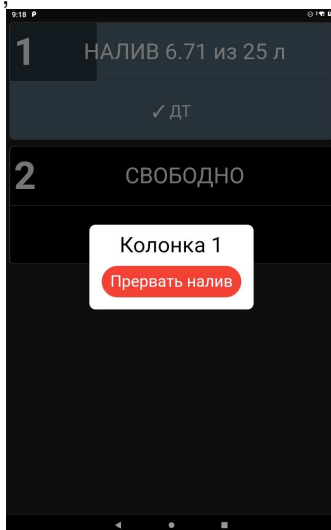 ,
9:18 P
1 НАЛИВ 6.71 из 25 л
✓ ДТ
2 СВОБОДНО
Колонка 1
Прервать налив